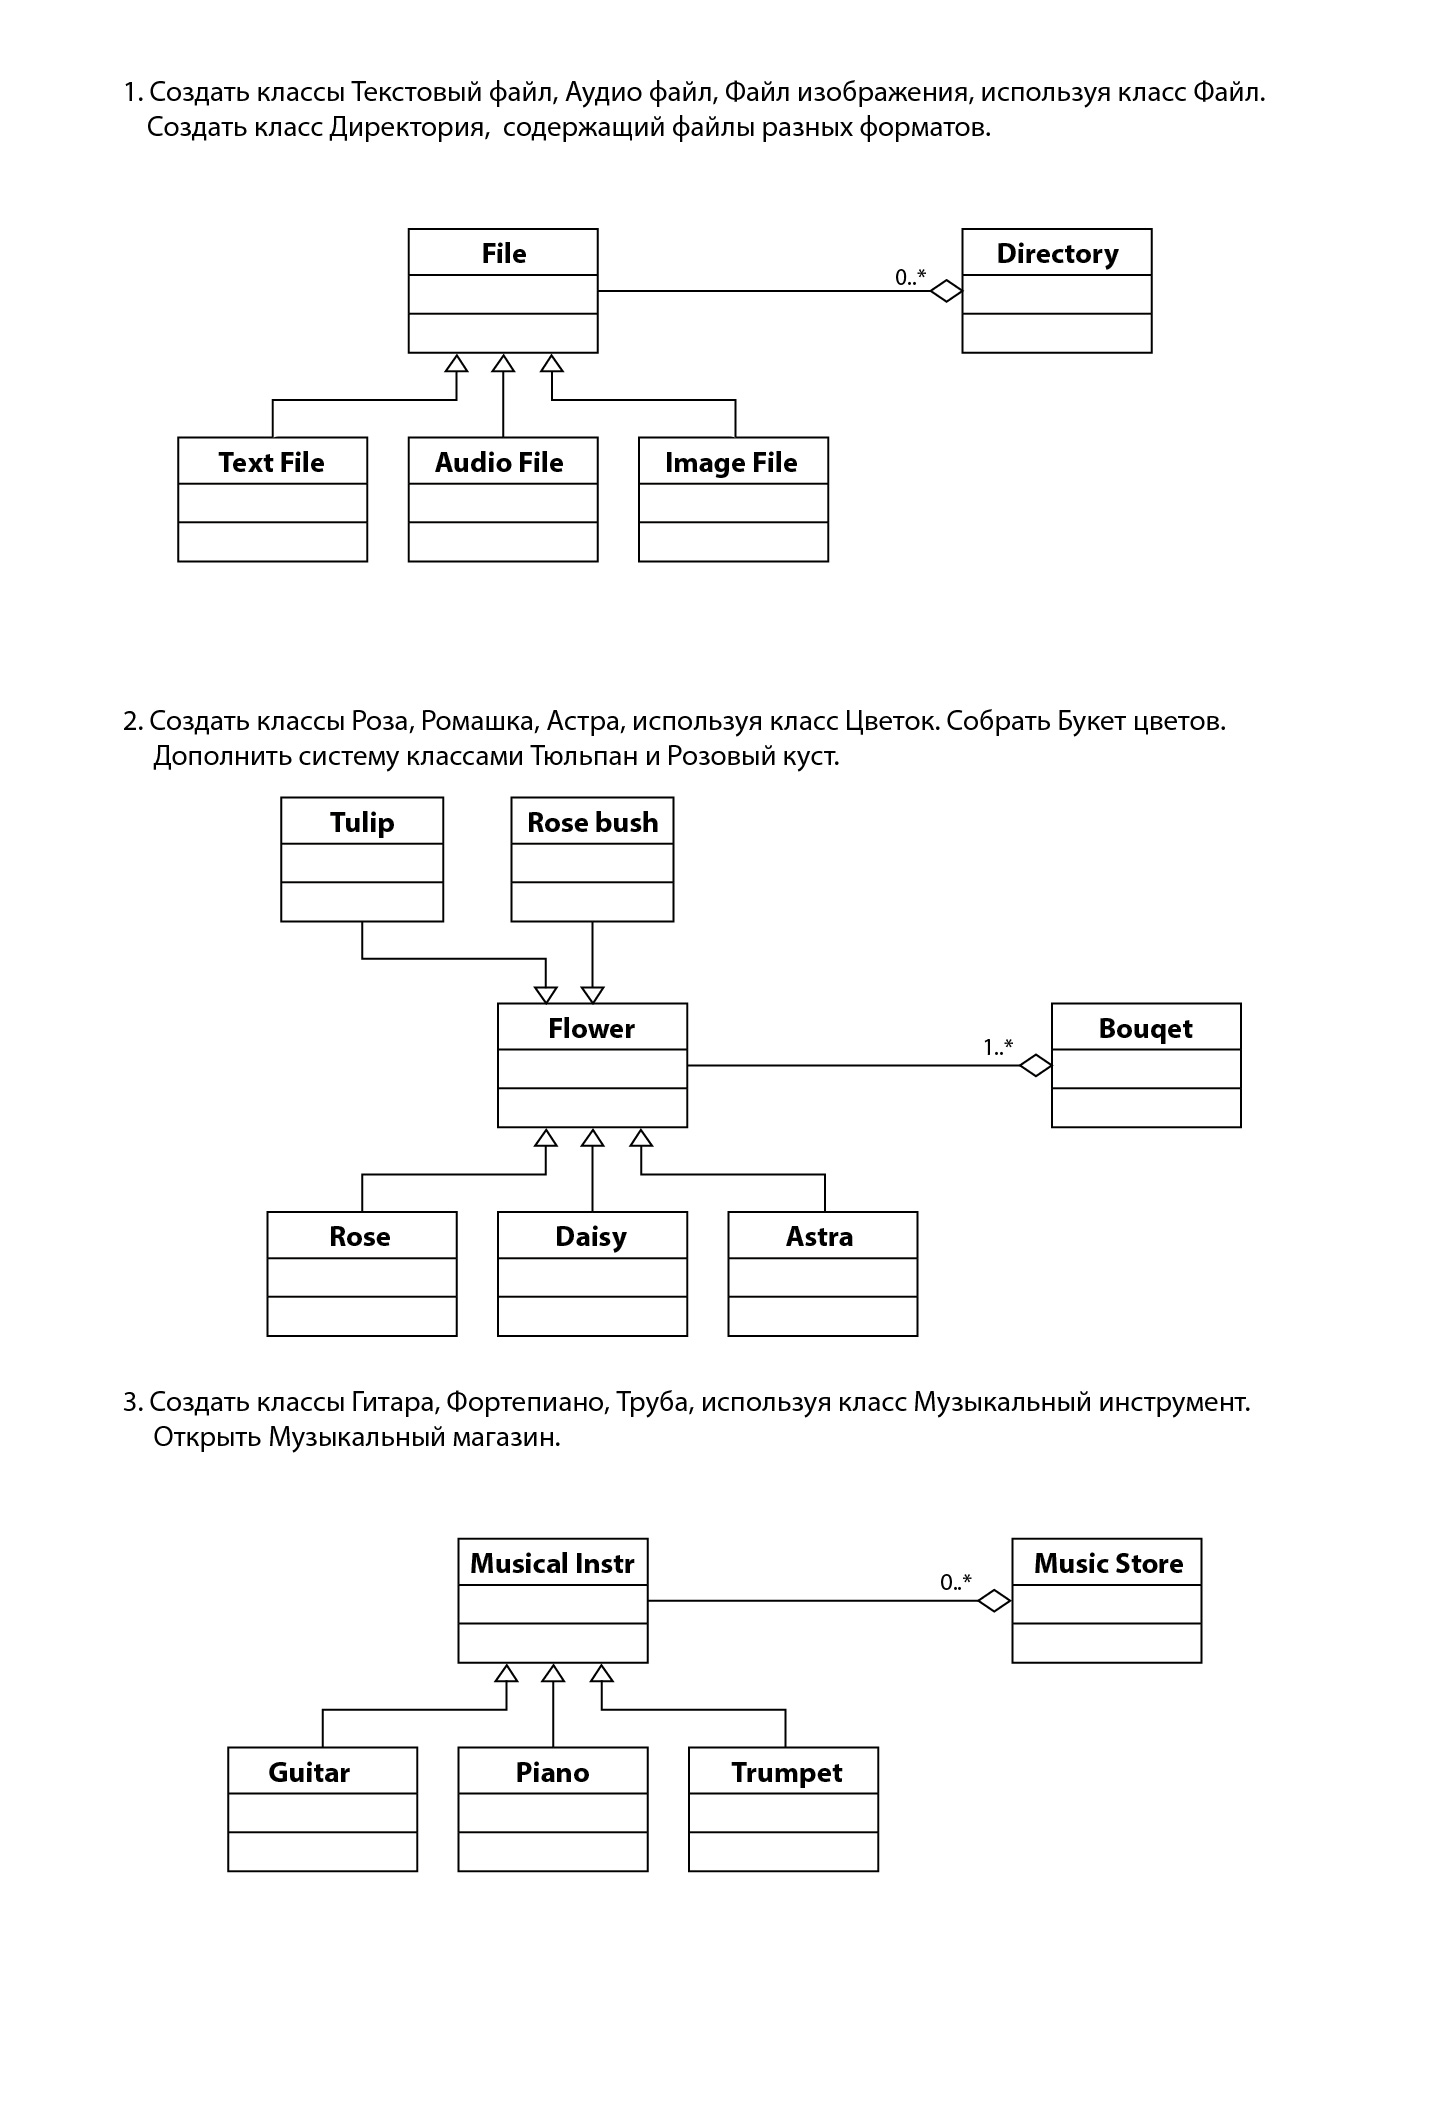 1. Создать классы Текстовый файл, Аудио файл, Файл изображения, используя класс Файл.
Создать класс Директория, содержащий файлы разных форматов.
File
Directory
0..*
Text File
Audio File
Image File
2. Создать классы Роза, Ромашка, Астра, используя класс Цветок. Собрать Букет цветов.
Дополнить систему классами Тюльпан и Розовый куст.
Tulip
Rose bush
Flower
Bouqet
1..*
Rose
Daisy
Astra
3. Создать классы Гитара, Фортепиано, Труба, используя класс Музыкальный инструмент.
Открыть Музыкальный магазин.
Musical Instr
Music Store
0..*
Guitar
Piano
Trumpet